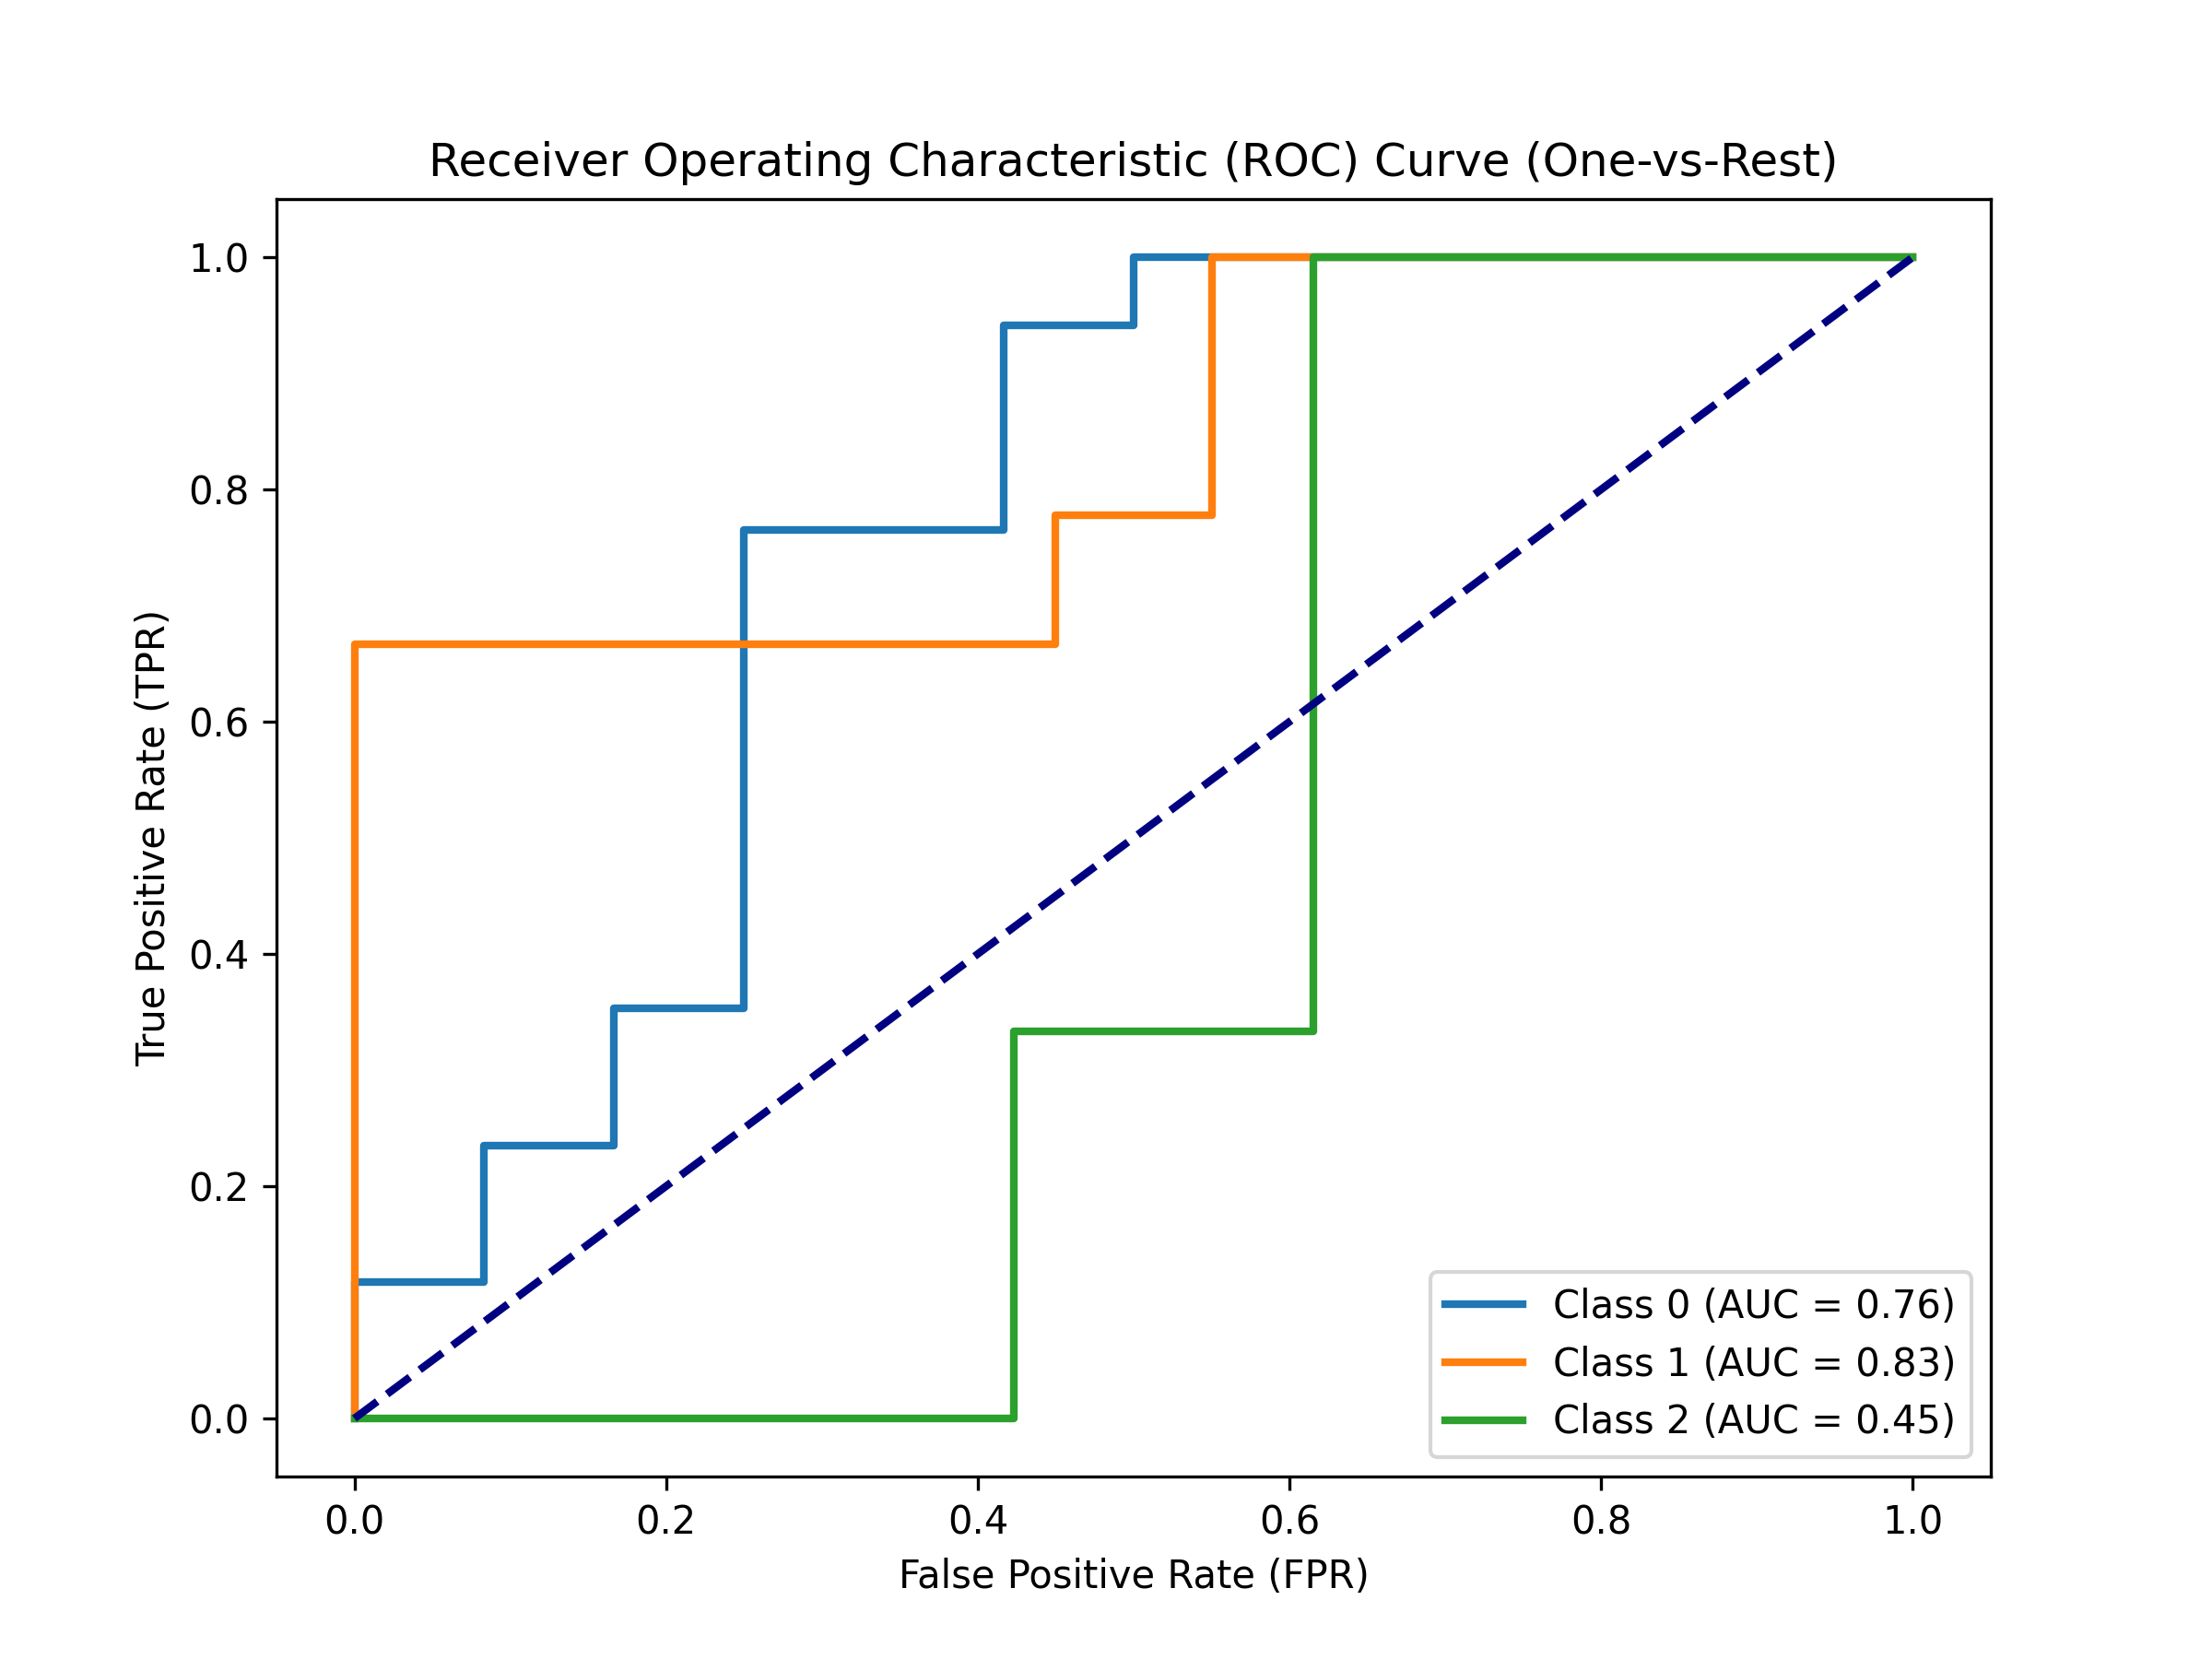 Receiver Operating Characteristic (ROC) Curve (One-vs-Rest)
1.0
0.8
0.6
0.4
0.2
0.0
True Positive Rate (TPR)
Class 0 (AUC = 0.76)
Class 1 (AUC = 0.83)
Class 2 (AUC = 0.45)
0.0 0.2 0.4 0.6 0.8 1.0
False Positive Rate (FPR)